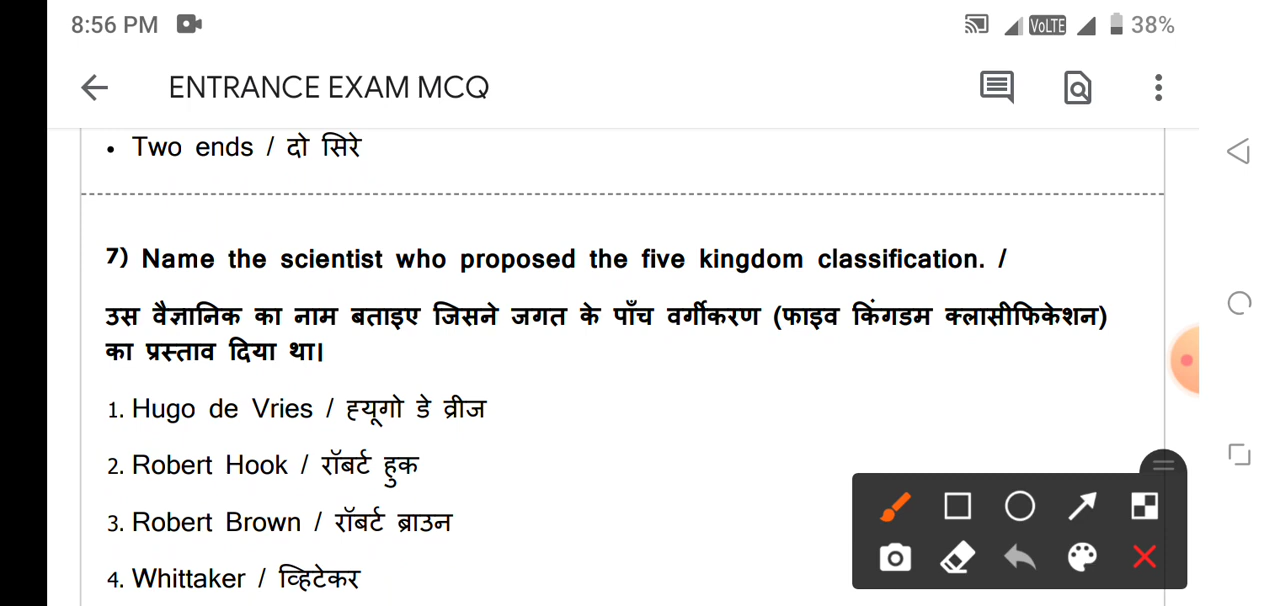 8:56 PM
VoLTE
38%
ENTRANCE EXAM MCQ
• Two ends / दो सिरे
7) Name the scientist who proposed the five kingdom classification. /
उस वैज्ञानिक का नाम बताइए जिसने जगत के पाँच वर्गीकरण (फाइव किंगडम क्लासीफिकेशन)
का प्रस्ताव दिया था।
1. Hugo de Vries / ह्यूगो डे व्रीज
2. Robert Hook / रॉबर्ट हुक
3. Robert Brown / रॉबर्ट ब्राउन
4. Whittaker / व्हिटेकर